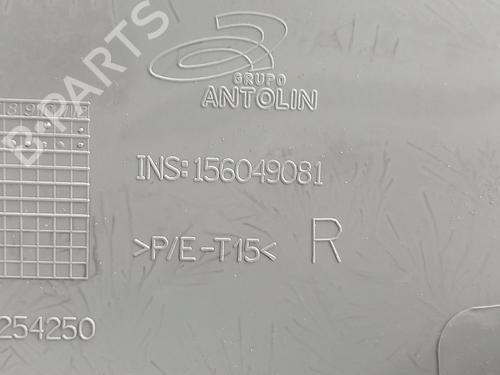 GRUPO
ANTOLIN
INS:156049081
>P/E-T15< R
254250
B-PARTS